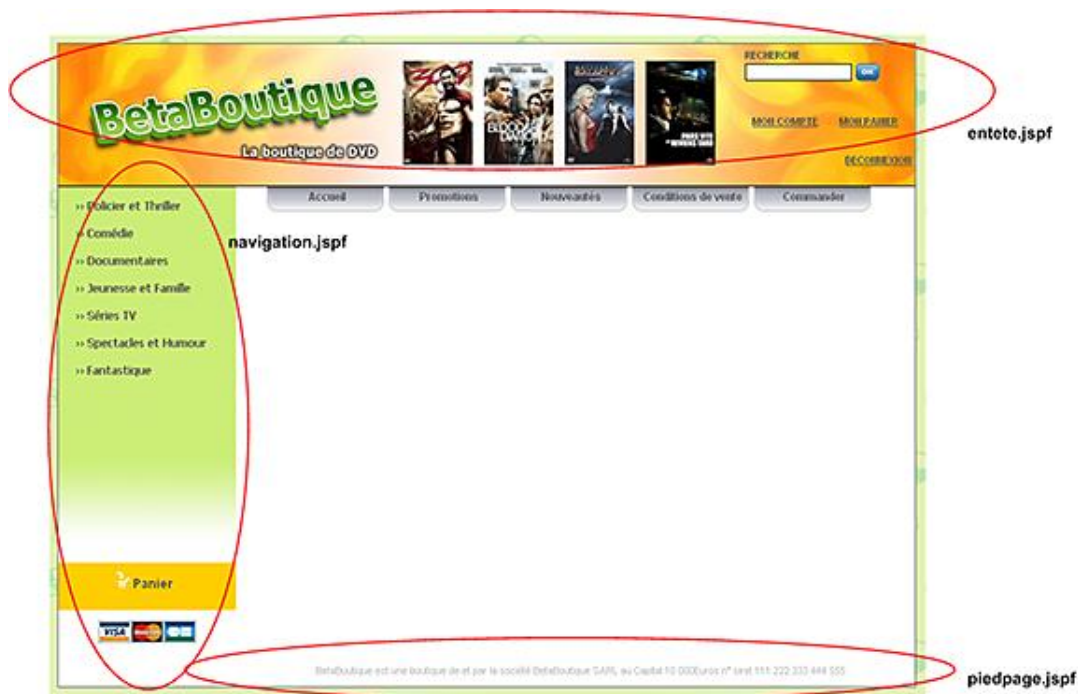 RECHERCHE
OK
BetaBoutique
La boutique de DVD
MON COMPTE MON PANIER
DECONNEXION
entete.jspf
Accueil Promotions Nouveautés Conditions de vente Commander
›› Policier et Thriller
›› Comédie
navigation.jspf
›› Documentaires
›› Jeunesse et Famille
›› Séries TV
›› Spectacles et Humour
›› Fantastique
Panier
VISA
BetaBoutique est une boutique de et par la société BetaBoutique SARL au Capital 10 000Euros n° siret 111 222 333 444 555
piedpage.jspf